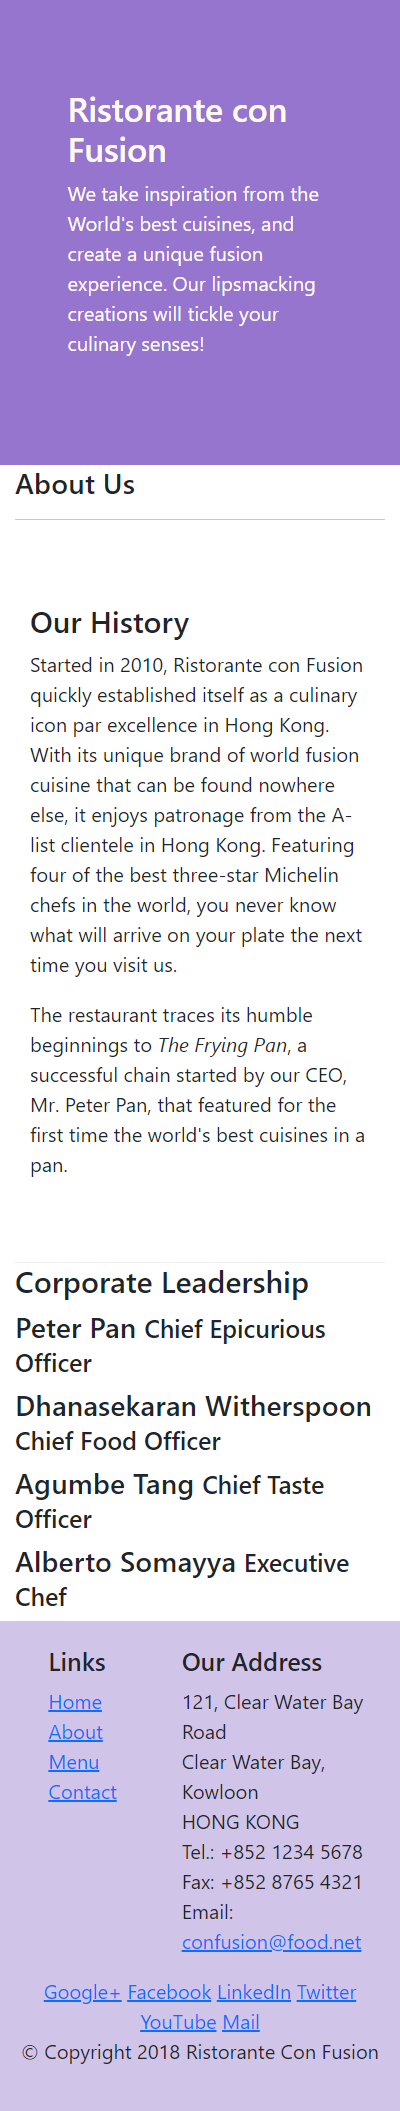 Ristorante con
Fusion
We take inspiration from the
World's best cuisines, and
create a unique fusion
experience. Our lipsmacking
creations will tickle your
culinary senses!
About Us
Our History
Started in 2010, Ristorante con Fusion
quickly established itself as a culinary
icon par excellence in Hong Kong.
With its unique brand of world fusion
cuisine that can be found nowhere
else, it enjoys patronage from the A-
list clientele in Hong Kong. Featuring
four of the best three-star Michelin
chefs in the world, you never know
what will arrive on your plate the next
time you visit us.
The restaurant traces its humble
beginnings to The Frying Pan, a
successful chain started by our CEO,
Mr. Peter Pan, that featured for the
first time the world's best cuisines in a
pan.
Corporate Leadership
Peter Pan Chief Epicurious
Officer
Dhanasekaran Witherspoon
Chief Food Officer
Agumbe Tang Chief Taste
Officer
Alberto Somayya Executive
Chef
Links
Home
About
Menu
Contact
Our Address
121, Clear Water Bay
Road
Clear Water Bay,
Kowloon
HONG KONG
Tel.: +852 1234 5678
Fax: +852 8765 4321
Email:
confusion@food.net
Google+ Facebook LinkedIn Twitter
YouTube Mail
© Copyright 2018 Ristorante Con Fusion